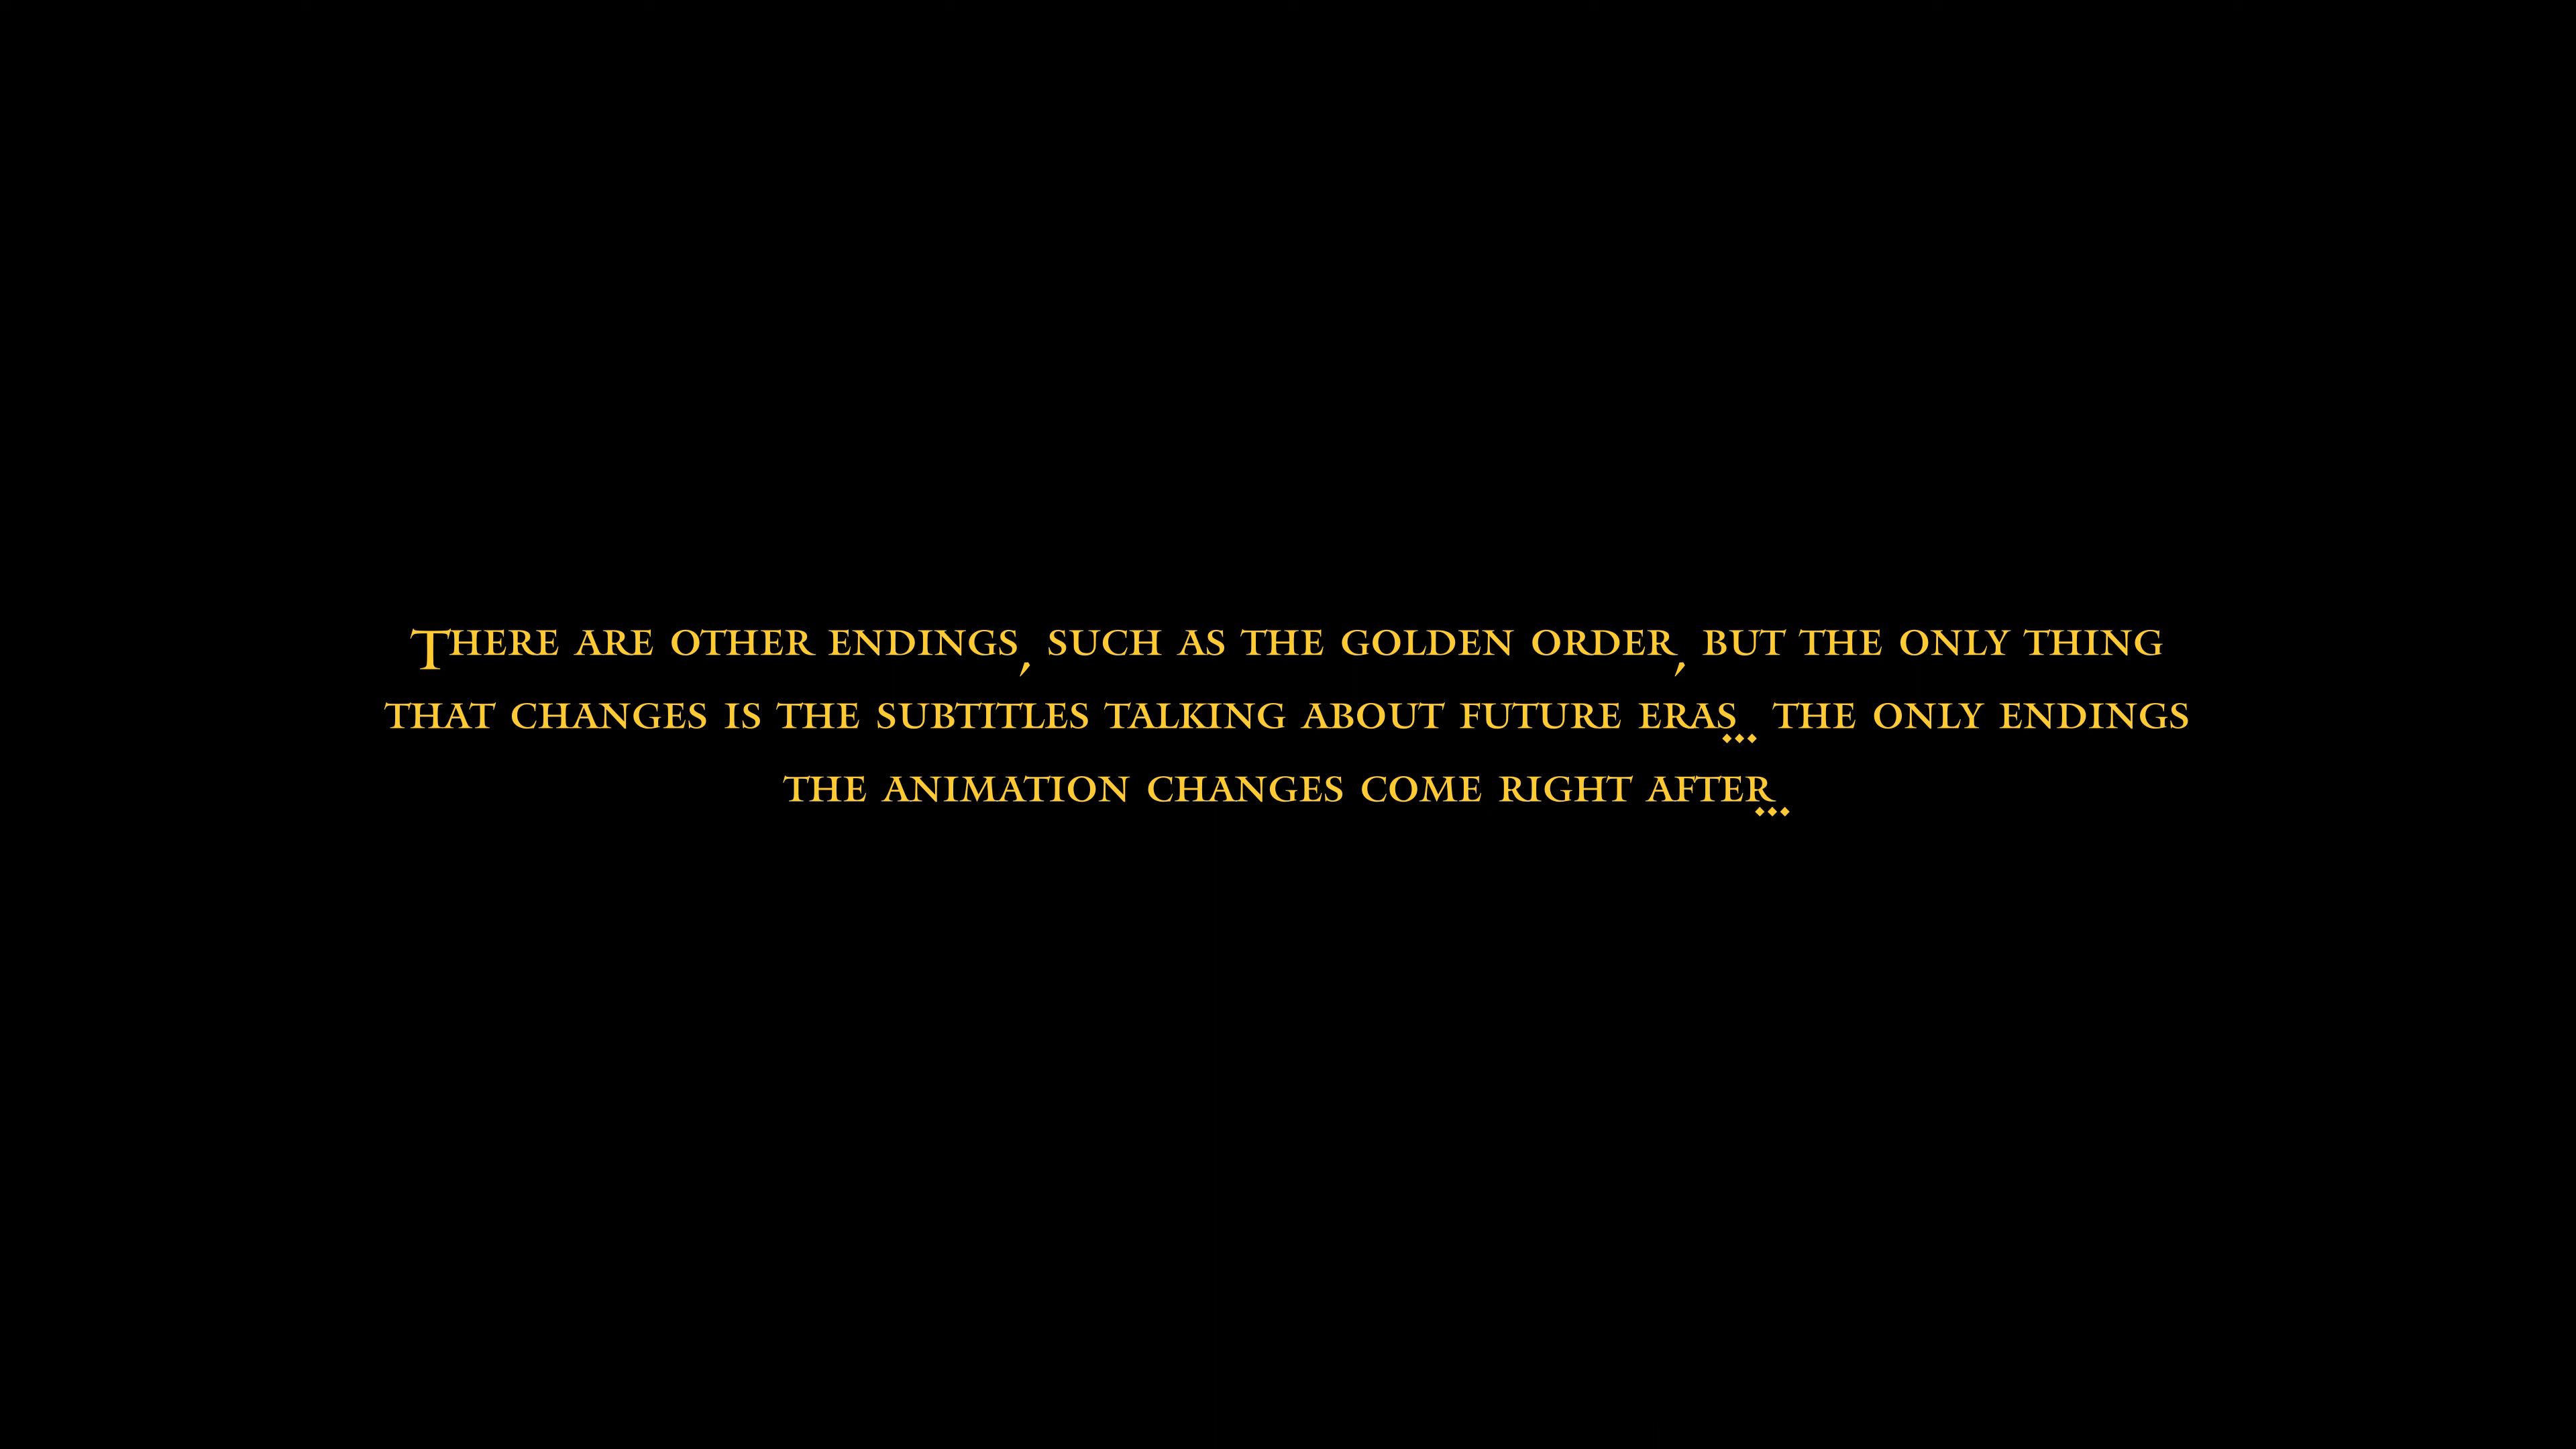 There are other endings, such as the golden order, but the only thing
that changes is the subtitles talking about future eras... the only endings
the animation changes come right after...